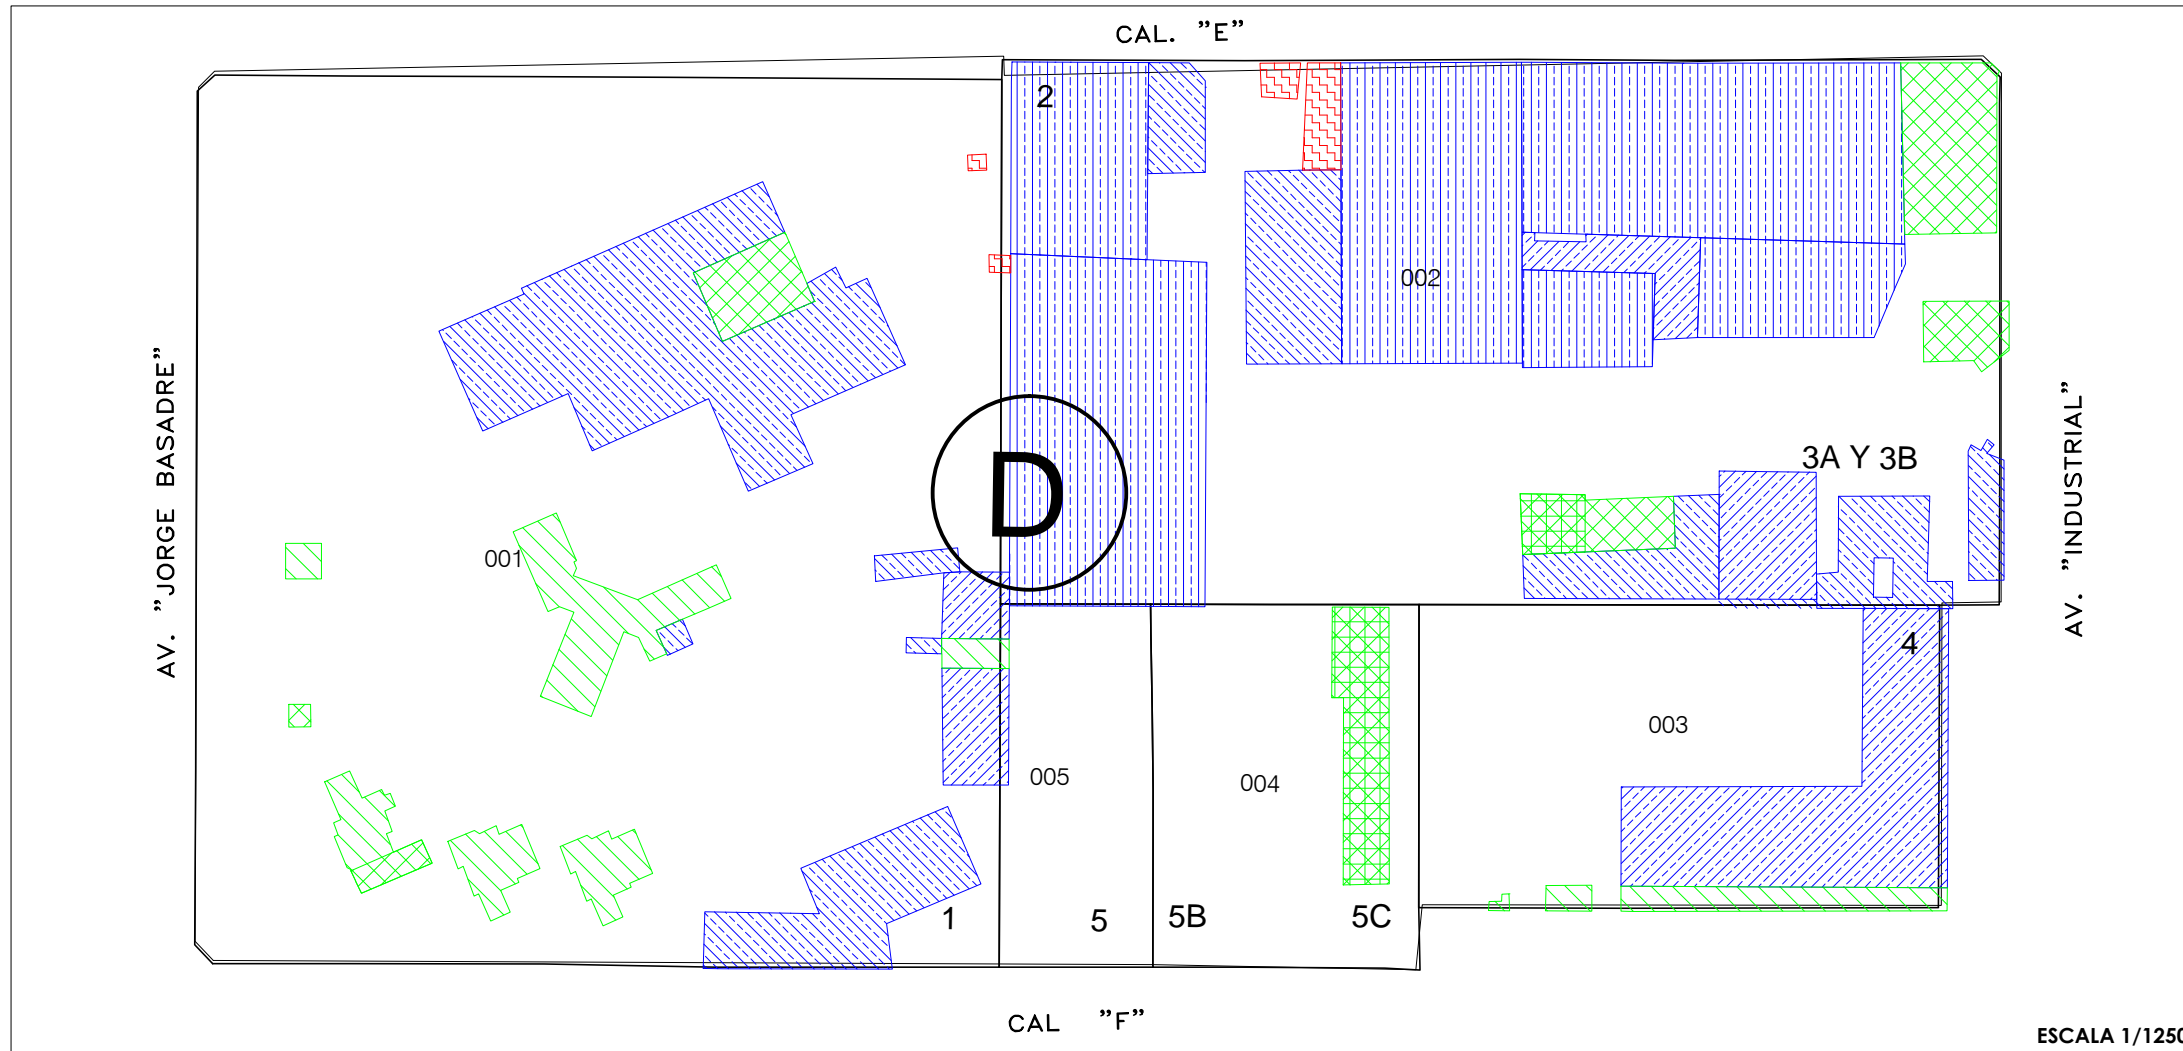 CAL. "E"
2
002
AV. "JORGE BASADRE"
AV. "INDUSTRIAL"
3A Y 3B
D
001
4
003
005
004
1
5
5B
5C
CAL "F"
ESCALA 1/1250